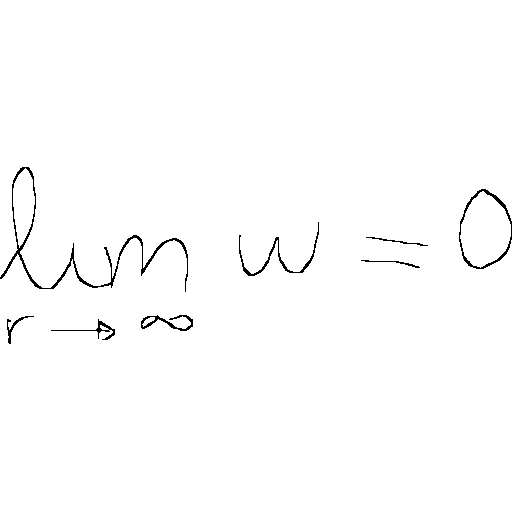 lim w = 0
r → ∞